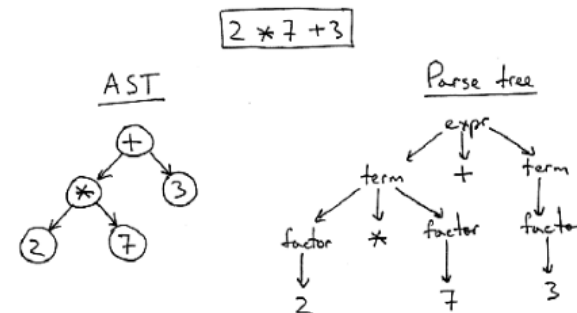 2 * 7 + 3
AST
Parse tree
+
*
3
2
7
expr
term
+
term
factor
*
factor
factor
2
7
3